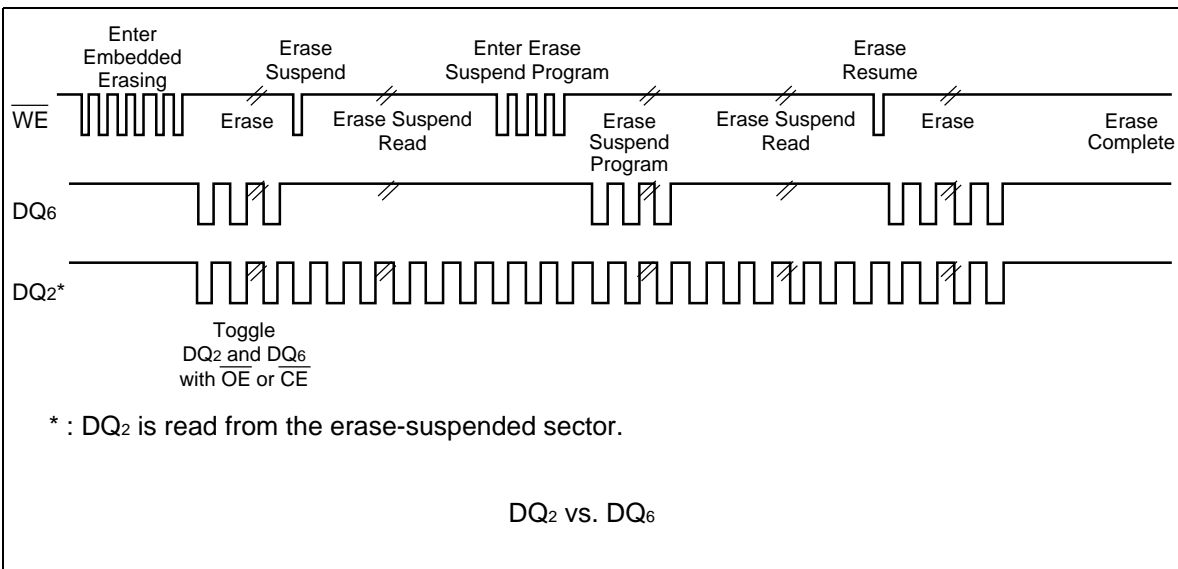 Enter
Embedded
Erasing
Erase
Suspend
Enter Erase
Suspend Program
Erase
Resume
WE
Erase
Erase Suspend
Read
Erase
Suspend
Program
Erase Suspend
Read
Erase
Erase
Complete
DQ6
DQ2*
Toggle
DQ2 and DQ6
with OE or CE
* : DQ2 is read from the erase-suspended sector.
DQ2 vs. DQ6